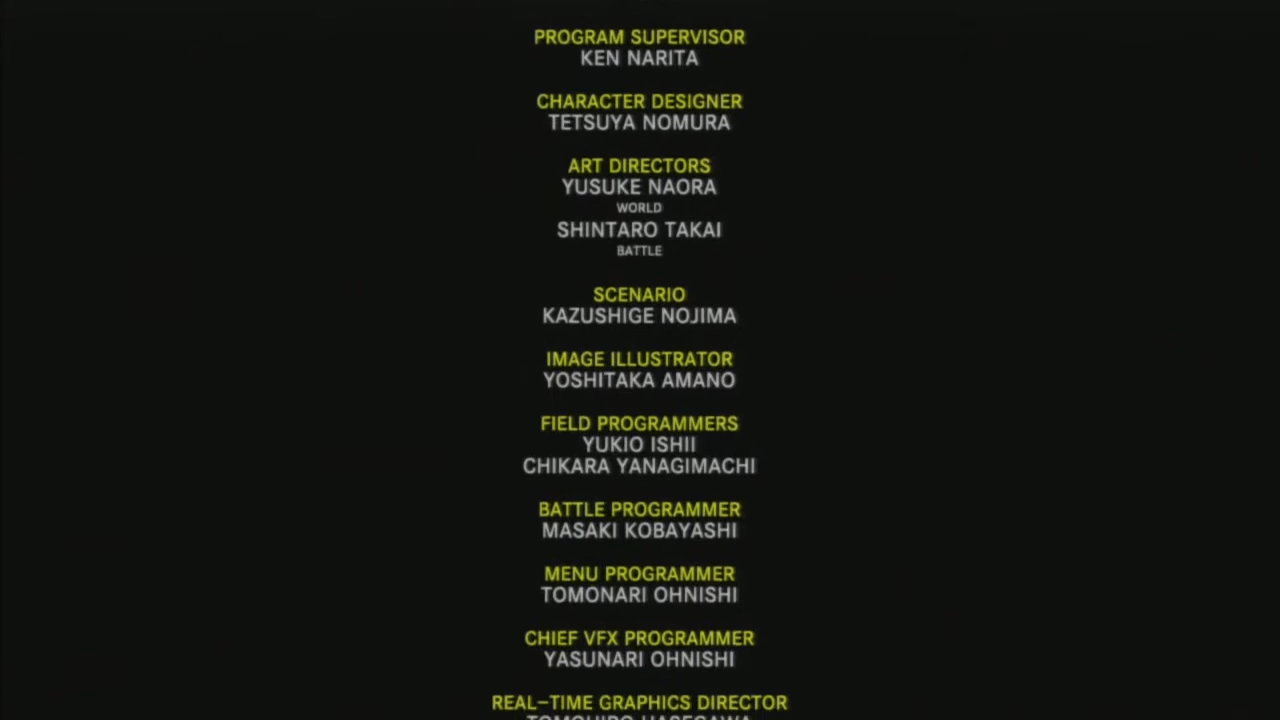 PROGRAM SUPERVISOR
KEN NARITA
CHARACTER DESIGNER
TETSUYA NOMURA
ART DIRECTORS
YUSUKE NAORA
WORLD
SHINTARO TAKAI
BATTLE
SCENARIO
KAZUSHIGE NOJIMA
IMAGE ILLUSTRATOR
YOSHITAKA AMANO
FIELD PROGRAMMERS
YUKIO ISHII
CHIKARA YANAGIMACHI
BATTLE PROGRAMMER
MASAKI KOBAYASHI
MENU PROGRAMMER
TOMONARI OHNISHI
CHIEF VFX PROGRAMMER
YASUNARI OHNISHI
REAL-TIME GRAPHICS DIRECTOR